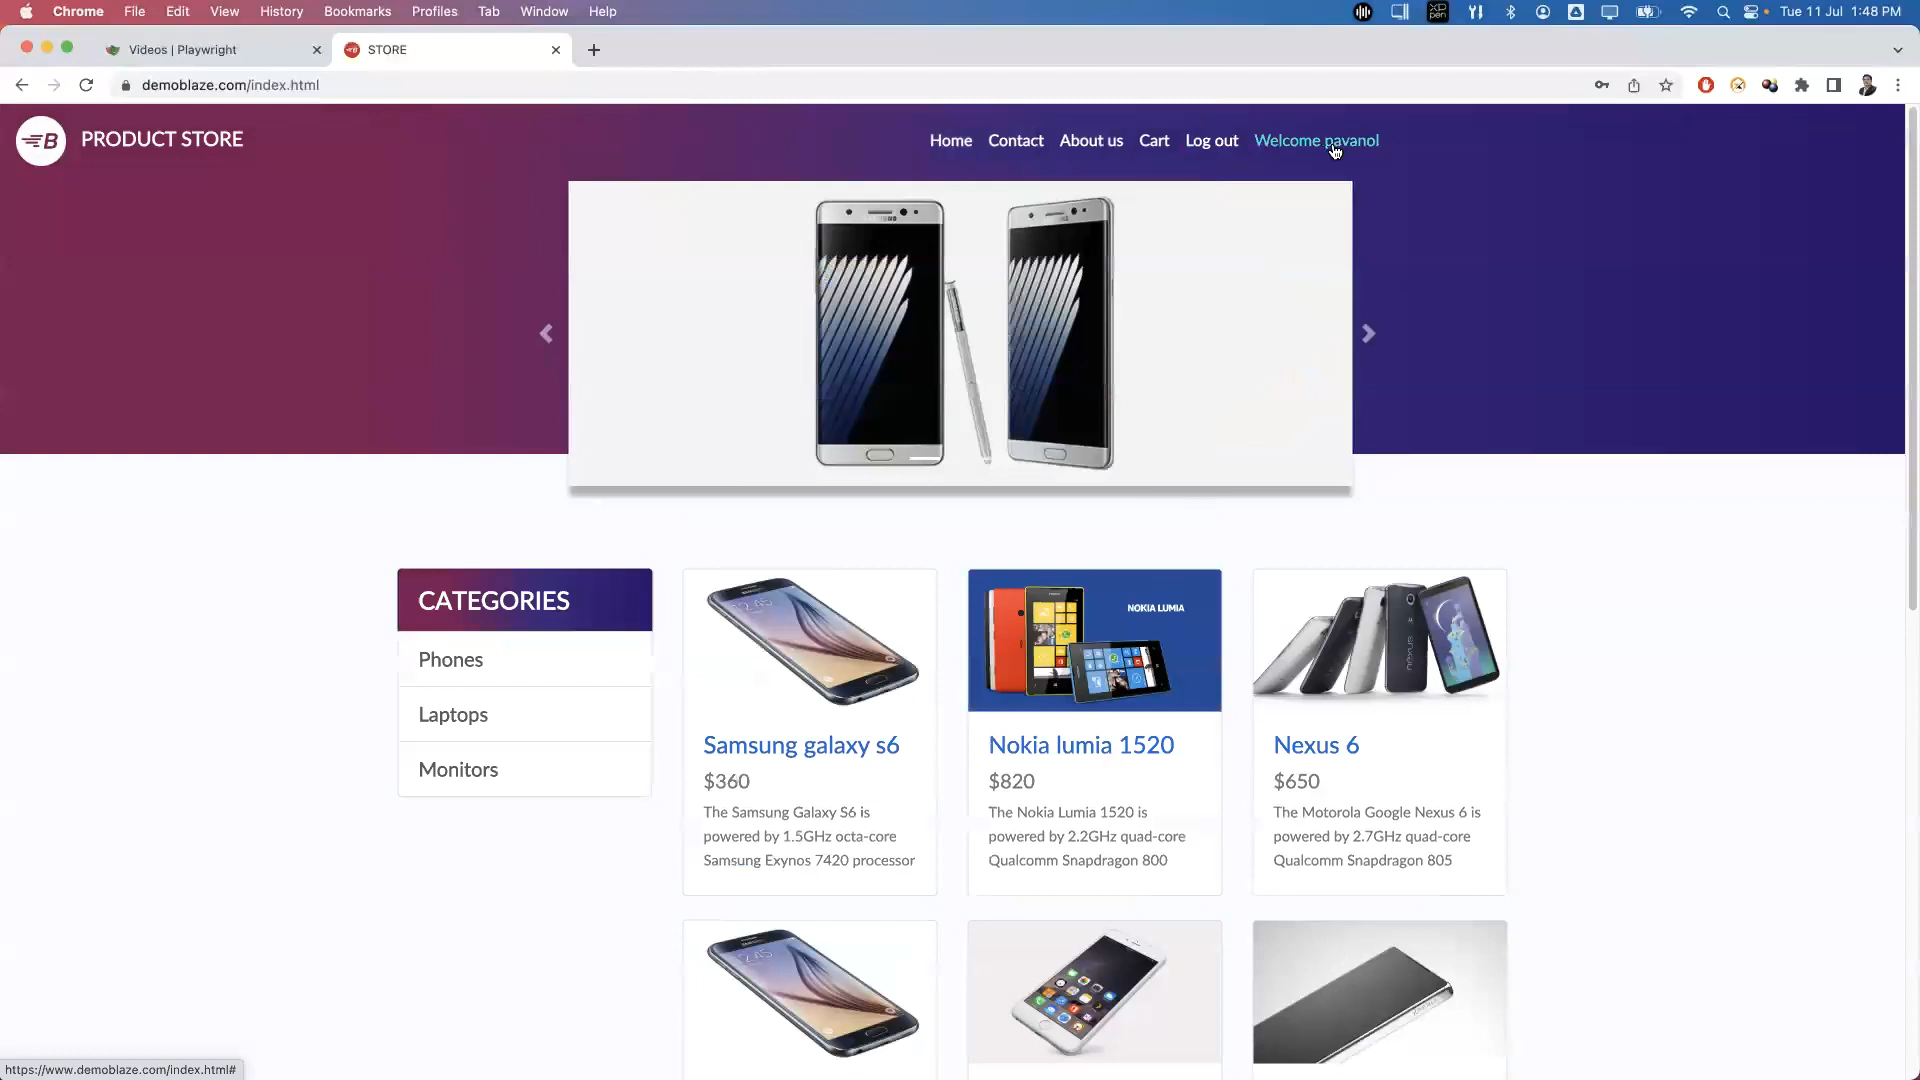 Chrome File Edit View History Bookmarks Profiles Tab Window Help
XP pen
Tue 11 Jul 1:48 PM
Videos | Playwright
STORE
demoblaze.com/index.html
B PRODUCT STORE
Home Contact About us Cart Log out Welcome pavanol
CATEGORIES
Phones
Laptops
Monitors
12:45
Samsung galaxy s6
$360
The Samsung Galaxy S6 is
powered by 1.5GHz octa-core
Samsung Exynos 7420 processor
NOKIA LUMIA
Nokia lumia 1520
$820
The Nokia Lumia 1520 is
powered by 2.2GHz quad-core
Qualcomm Snapdragon 800
nexus
Nexus 6
$650
The Motorola Google Nexus 6 is
powered by 2.7GHz quad-core
Qualcomm Snapdragon 805
https://www.demoblaze.com/index.html#